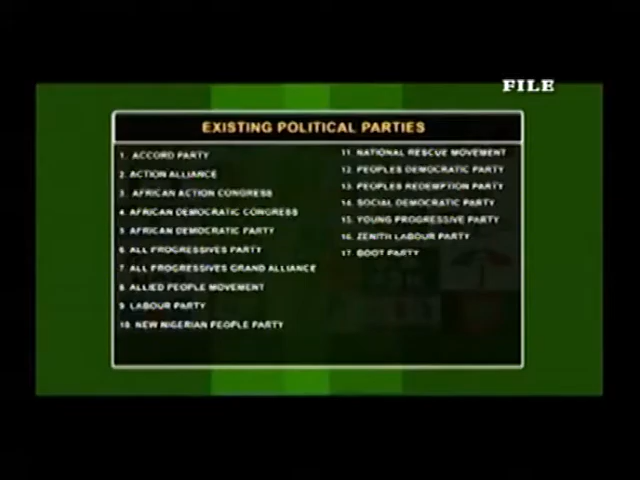 FILE
EXISTING POLITICAL PARTIES
1. ACCORD PARTY
2. ACTION ALLIANCE
3. AFRICAN ACTION CONGRESS
4. AFRICAN DEMOCRATIC CONGRESS
5. AFRICAN DEMOCRATIC PARTY
6. ALL PROGRESSIVES PARTY
7. ALL PROGRESSIVES GRAND ALLIANCE
8. ALLIED PEOPLE MOVEMENT
9. LABOUR PARTY
10. NEW NIGERIAN PEOPLE PARTY
11. NATIONAL RESCUE MOVEMENT
12. PEOPLES DEMOCRATIC PARTY
13. PEOPLES REDEMPTION PARTY
14. SOCIAL DEMOCRATIC PARTY
15. YOUNG PROGRESSIVE PARTY
16. ZENITH LABOUR PARTY
17. BOOT PARTY